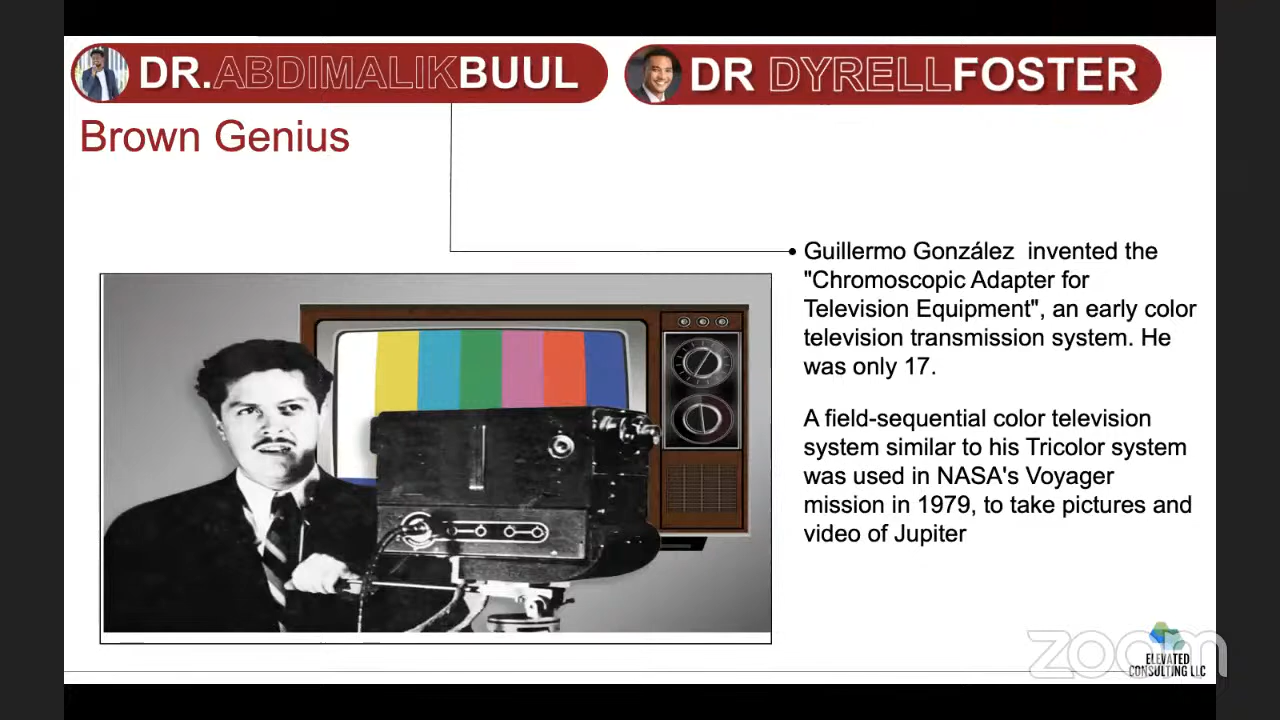 DR.ABDIMALIKBUUL
DR DYRELLFOSTER
Brown Genius
Guillermo González invented the
"Chromoscopic Adapter for
Television Equipment", an early color
television transmission system. He
was only 17.
A field-sequential color television
system similar to his Tricolor system
was used in NASA's Voyager
mission in 1979, to take pictures and
video of Jupiter
zoom
ELEVATED
CONSULTING LLC